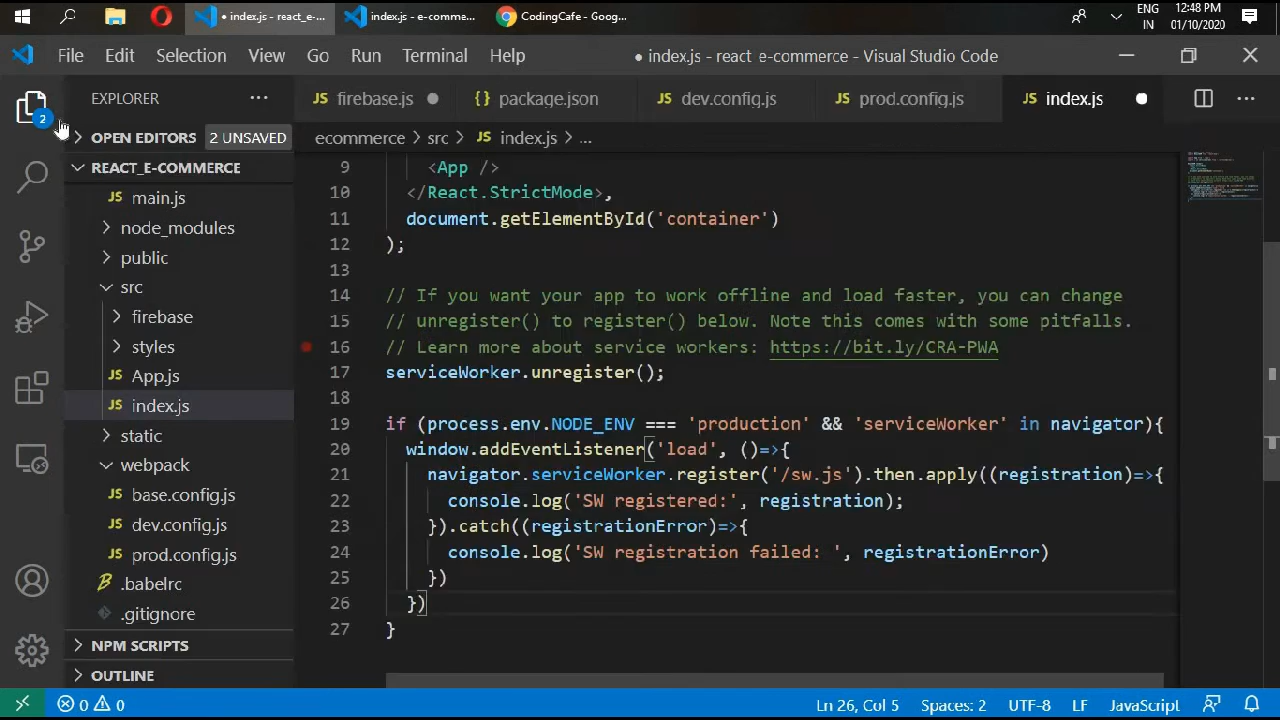 index.js - react_e-...
index.js - e-comme...
CodingCafe - Goog...
ENG
IN
12:48 PM
01/10/2020
File Edit Selection View Go Run Terminal Help
● index.js - react_e-commerce - Visual Studio Code
EXPLORER ...
firebase.js
package.json
dev.config.js
prod.config.js
index.js
2
OPEN EDITORS 2 UNSAVED
ecommerce > src > JS index.js > ...
REACT_E-COMMERCE
JS main.js
node_modules
public
src
firebase
styles
JS App.js
JS index.js
static
webpack
JS base.config.js
JS dev.config.js
JS prod.config.js
.babelrc
.gitignore
NPM SCRIPTS
OUTLINE
9 <App />
10 </React.StrictMode>,
11 document.getElementById('container')
12 );
13
14 // If you want your app to work offline and load faster, you can change
15 // unregister() to register() below. Note this comes with some pitfalls.
16 // Learn more about service workers: https://bit.ly/CRA-PWA
17 serviceWorker.unregister();
18
19 if (process.env.NODE_ENV === 'production' && 'serviceWorker' in navigator){
20 window.addEventListener('load', ()=>{
21 navigator.serviceWorker.register('/sw.js').then.apply((registration)=>{
22 console.log('SW registered:', registration);
23 }).catch((registrationError)=>{
24 console.log('SW registration failed: ', registrationError)
25 })
26 })
27 }
0 0
Ln 26, Col 5 Spaces: 2 UTF-8 LF JavaScript